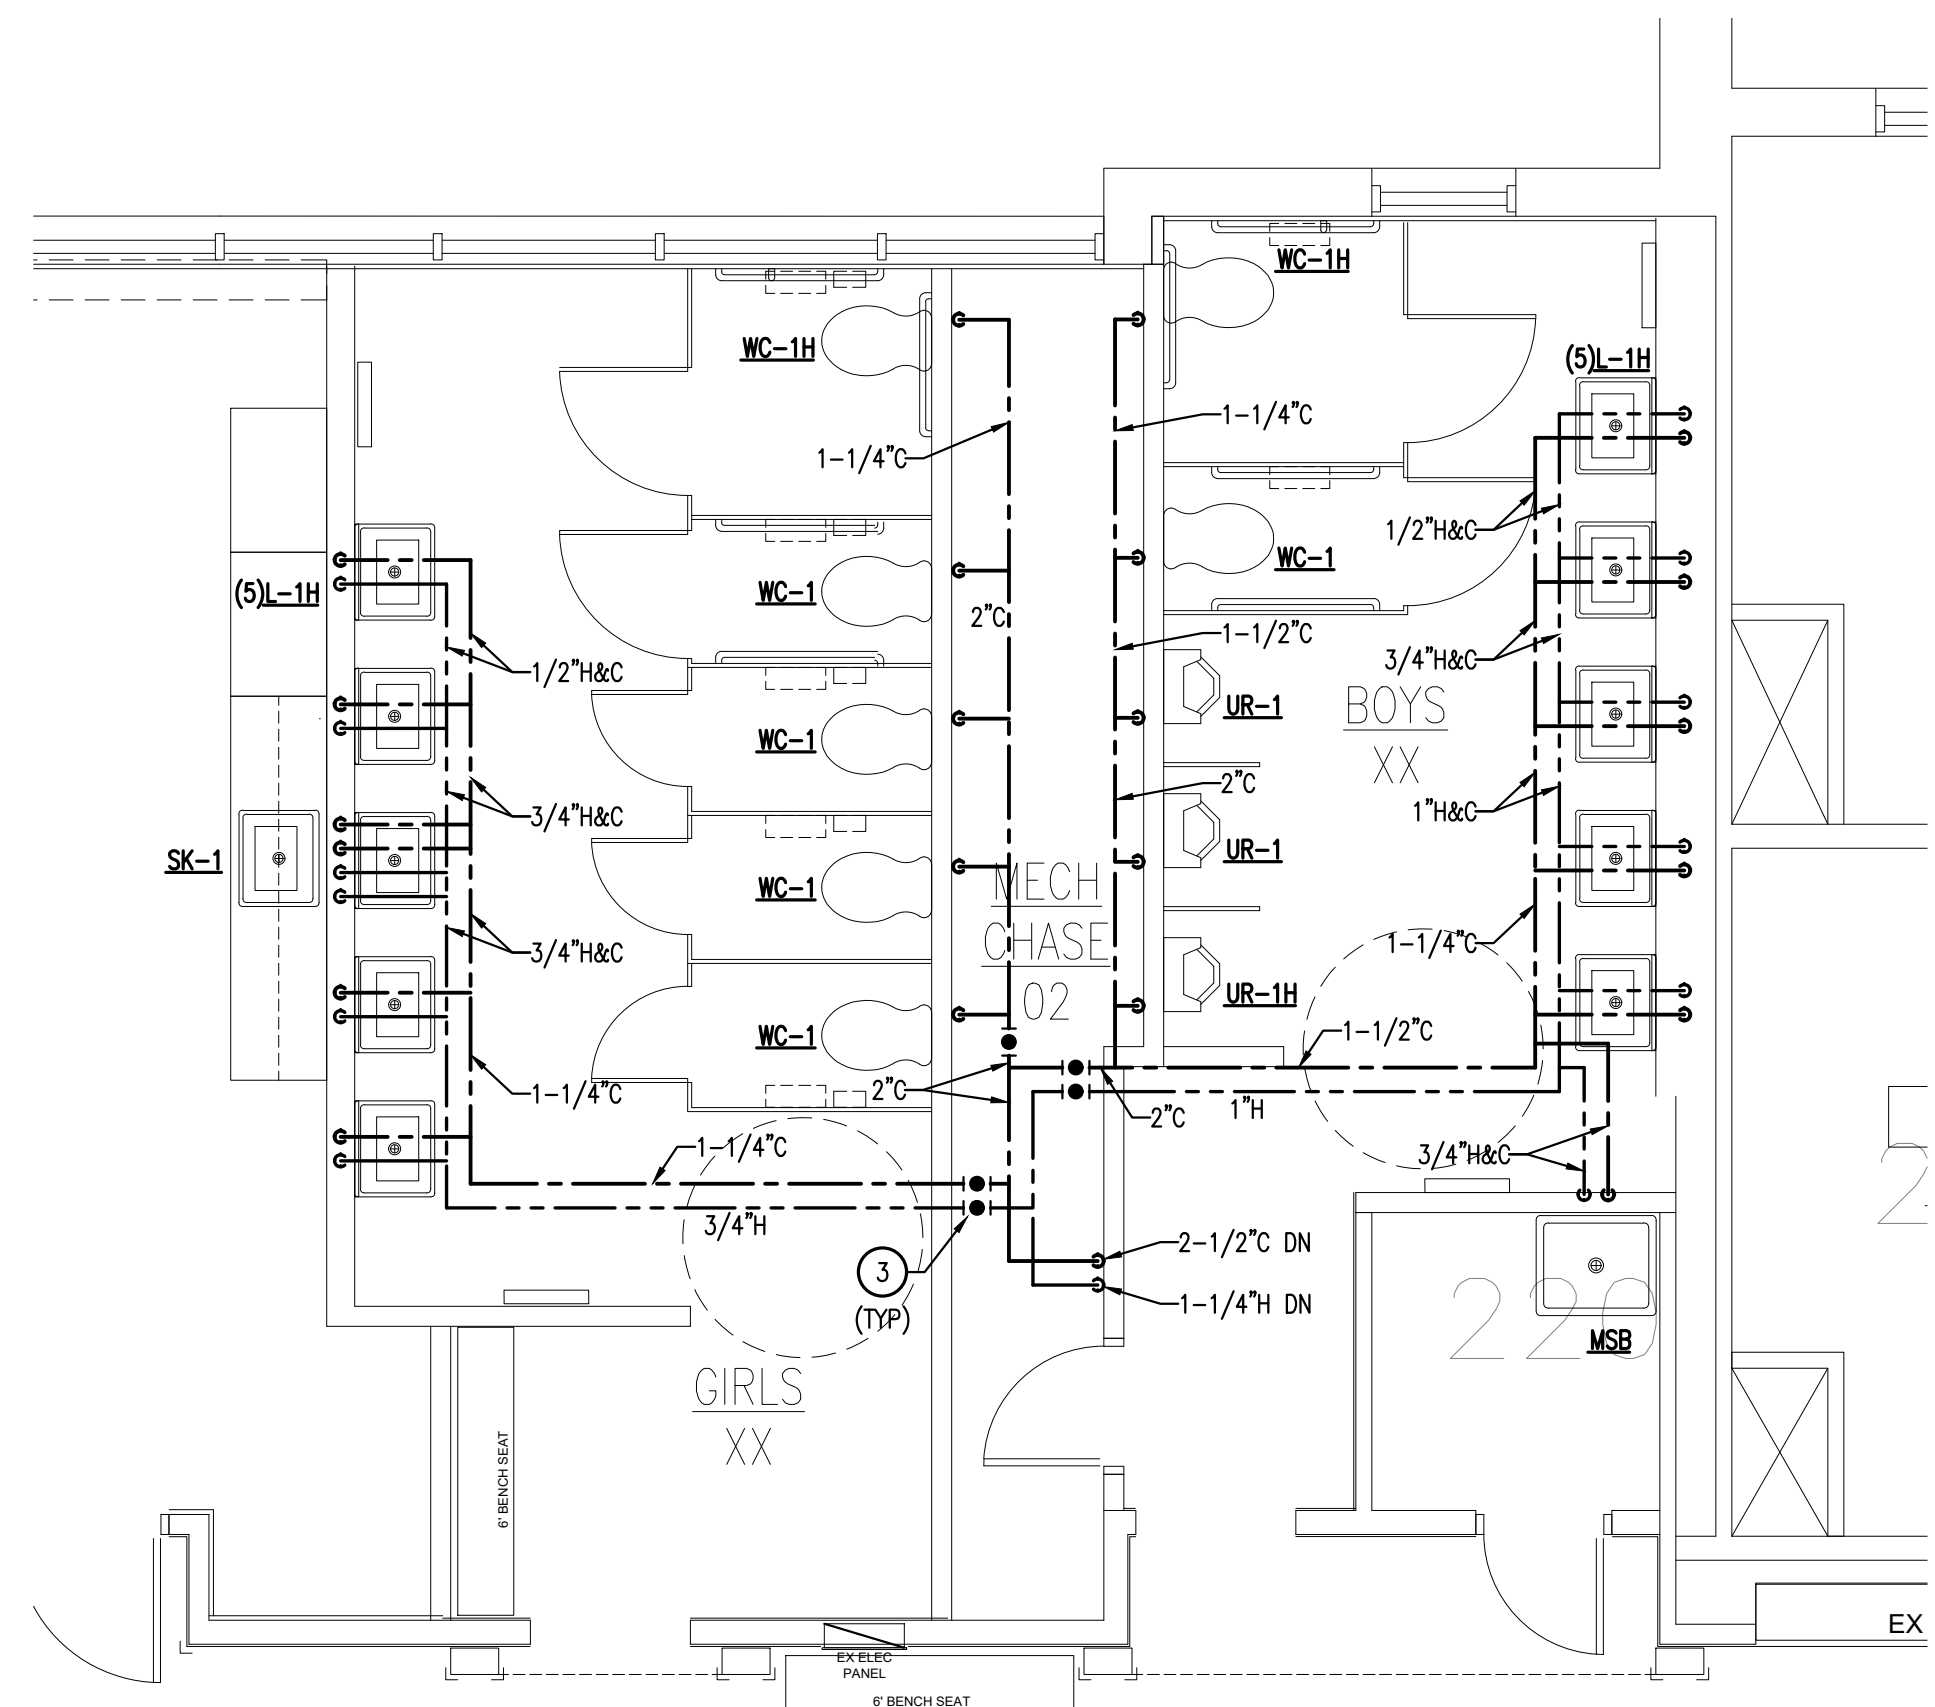 WC-1H
WC-1H
(5)L-1H
1-1/4"C
1-1/4"C
1/2"H&C
WC-1
(5)L-1H
WC-1
2"C
1-1/2"C
1/2"H&C
3/4"H&C
UR-1
BOYS
XX
WC-1
2"C
1"H&C
3/4"H&C
SK-1
UR-1
WC-1
MECH
CHASE
02
1-1/4"C
3/4"H&C
UR-1H
WC-1
1-1/2"C
1-1/4"C
2"C
2"C
1"H
1-1/4"C
3/4"H&C
3/4"H
2-1/2"C DN
3
(TYP)
1-1/4"H DN
220
MSB
GIRLS
XX
6' BENCH SEAT
EX ELEC
PANEL
6' BENCH SEAT
EX